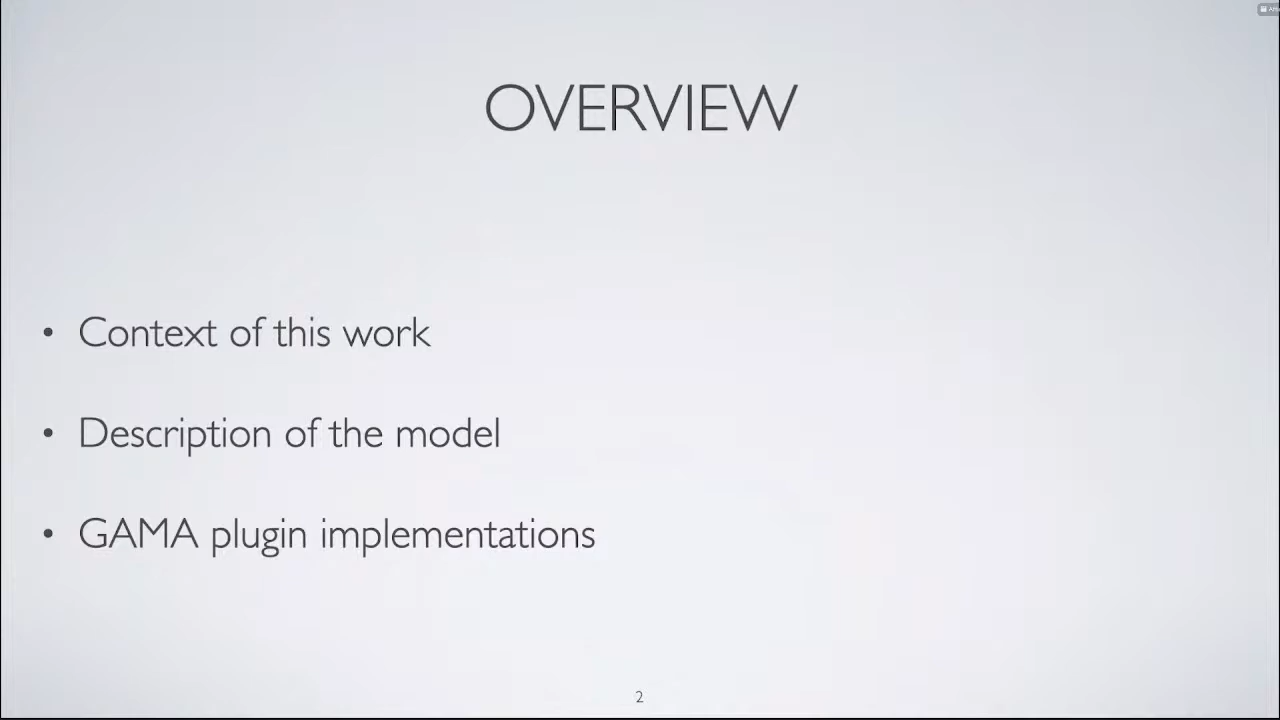 OVERVIEW
• Context of this work
• Description of the model
• GAMA plugin implementations
2